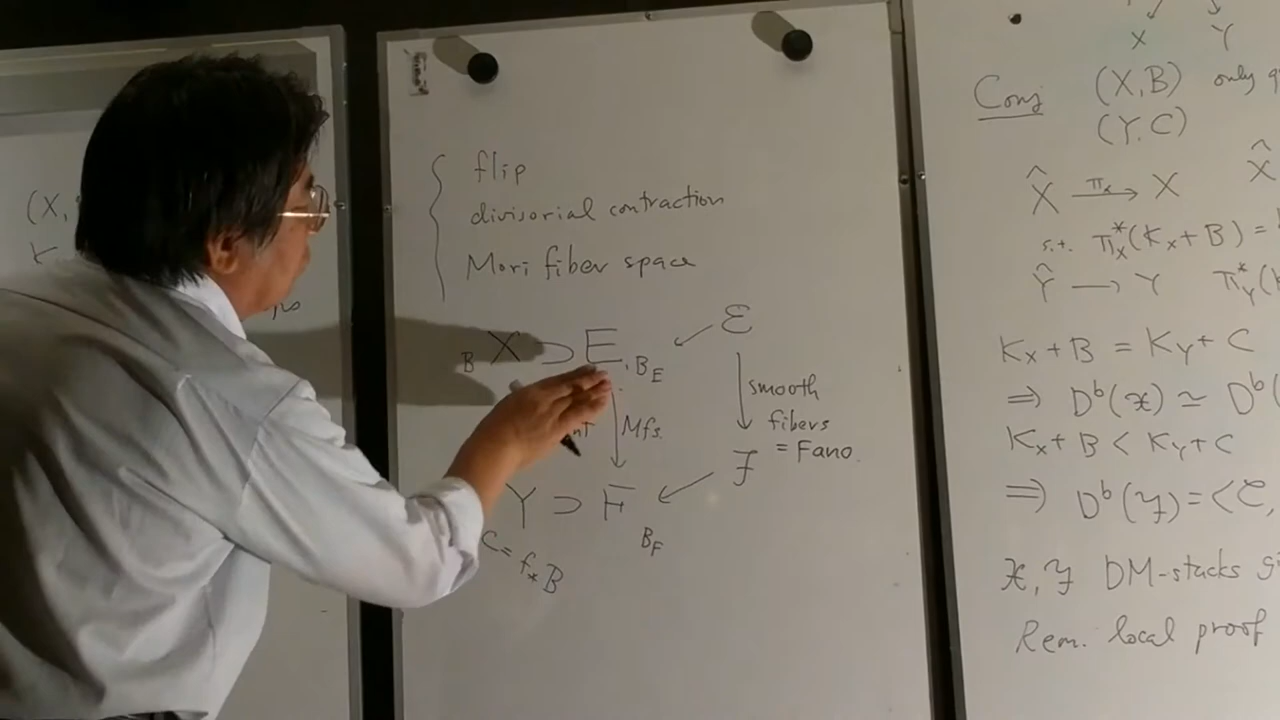 (X,
flip
divisorial contraction
Mori fiber space
B X ⊃ E, B_E ← ℰ
↓ Mfs. ↓ smooth fibers = Fano
Y ⊃ F ← ℱ
B_F
C = f_* B
X Y
Conj (X, B) only
(Y. C)
X̂ —π_X→ X X̂
s.t. π_X^*(K_X + B) =
Ŷ → Y π_Y^*(
K_X + B = K_Y + C
⇒ D^b(𝒳) ≃ D^b(
K_X + B < K_Y + C
⇒ D^b(𝒴) = < C,
𝒳, 𝒴 DM-stacks
Rem. local proof